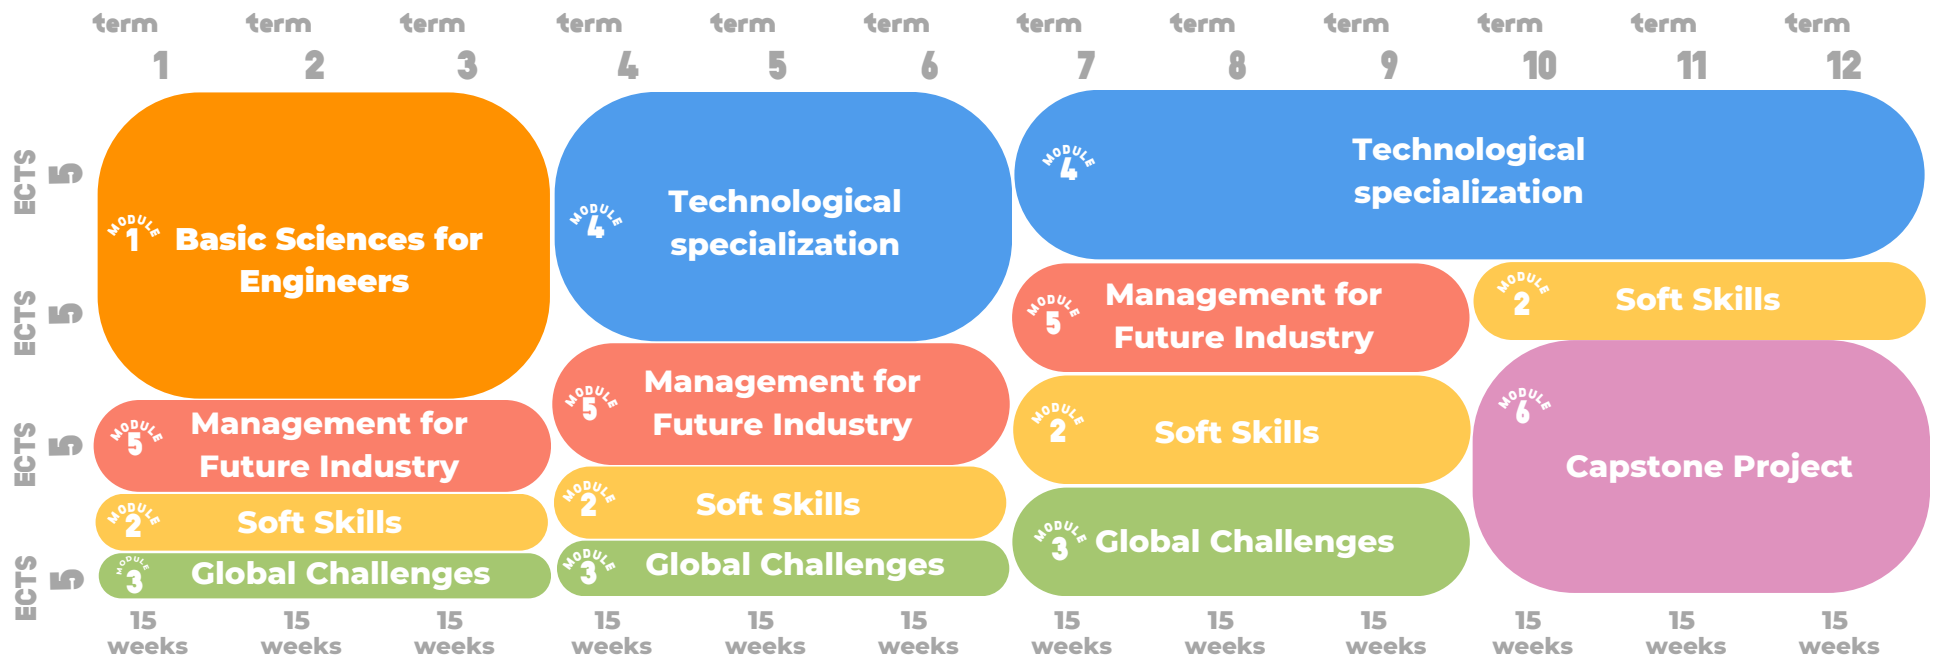 term term term term term term term term term term term term
1 2 3 4 5 6 7 8 9 10 11 12
ECTS 5
ECTS 5
ECTS 5
ECTS 5
MODULE
1
Basic Sciences for
Engineers
MODULE
5
Management for
Future Industry
MODULE
2
Soft Skills
MODULE
3
Global Challenges
MODULE
4
Technological
specialization
MODULE
5
Management for
Future Industry
MODULE
2
Soft Skills
MODULE
3
Global Challenges
MODULE
4
Technological
specialization
MODULE
5
Management for
Future Industry
MODULE
2
Soft Skills
MODULE
3
Global Challenges
MODULE
2
Soft Skills
MODULE
6
Capstone Project
15 15 15 15 15 15 15 15 15 15 15 15
weeks weeks weeks weeks weeks weeks weeks weeks weeks weeks weeks weeks